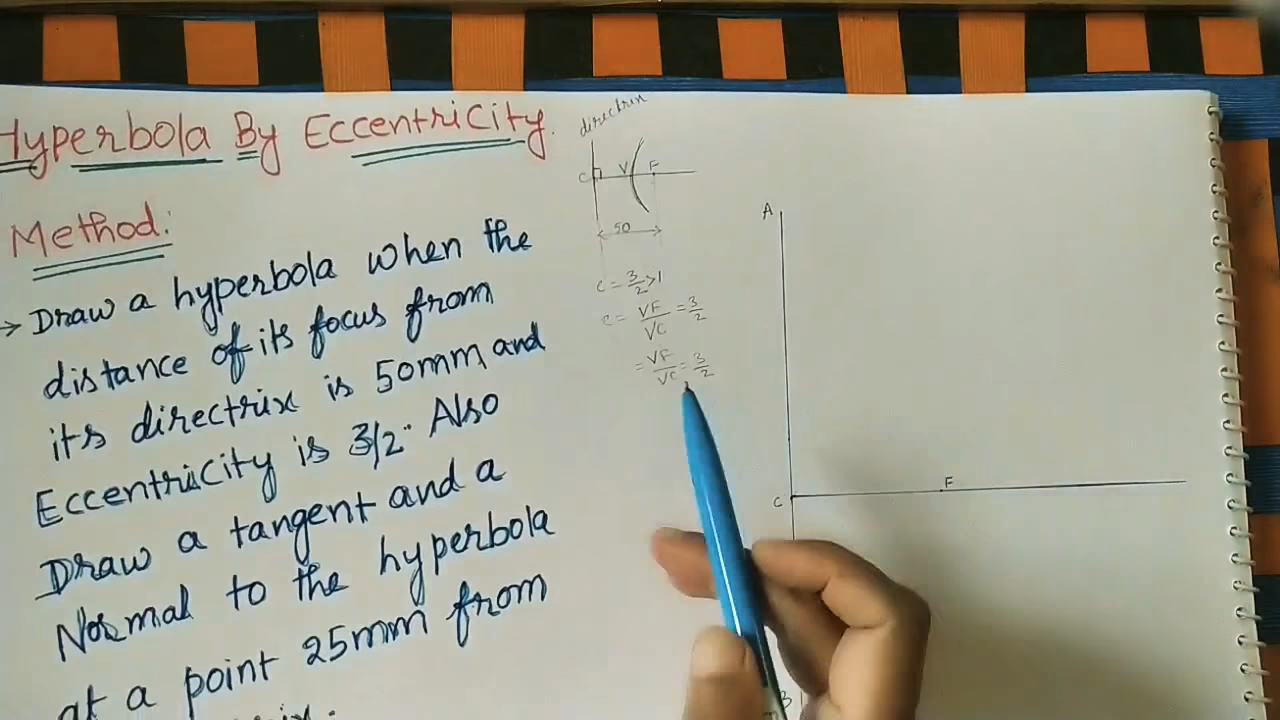 Hyperbola By Eccentricity.
Method:
→ Draw a hyperbola when the
distance of its focus from
its directrix is 50mm and
Eccentricity is 3/2. Also
Draw a tangent and a
Normal to the hyperbola
at a point 25mm from
directrix
C V F
50
e = 3/2 > 1
e = VF/VC = 3/2
= VF/VC = 3/2
A
C F
B